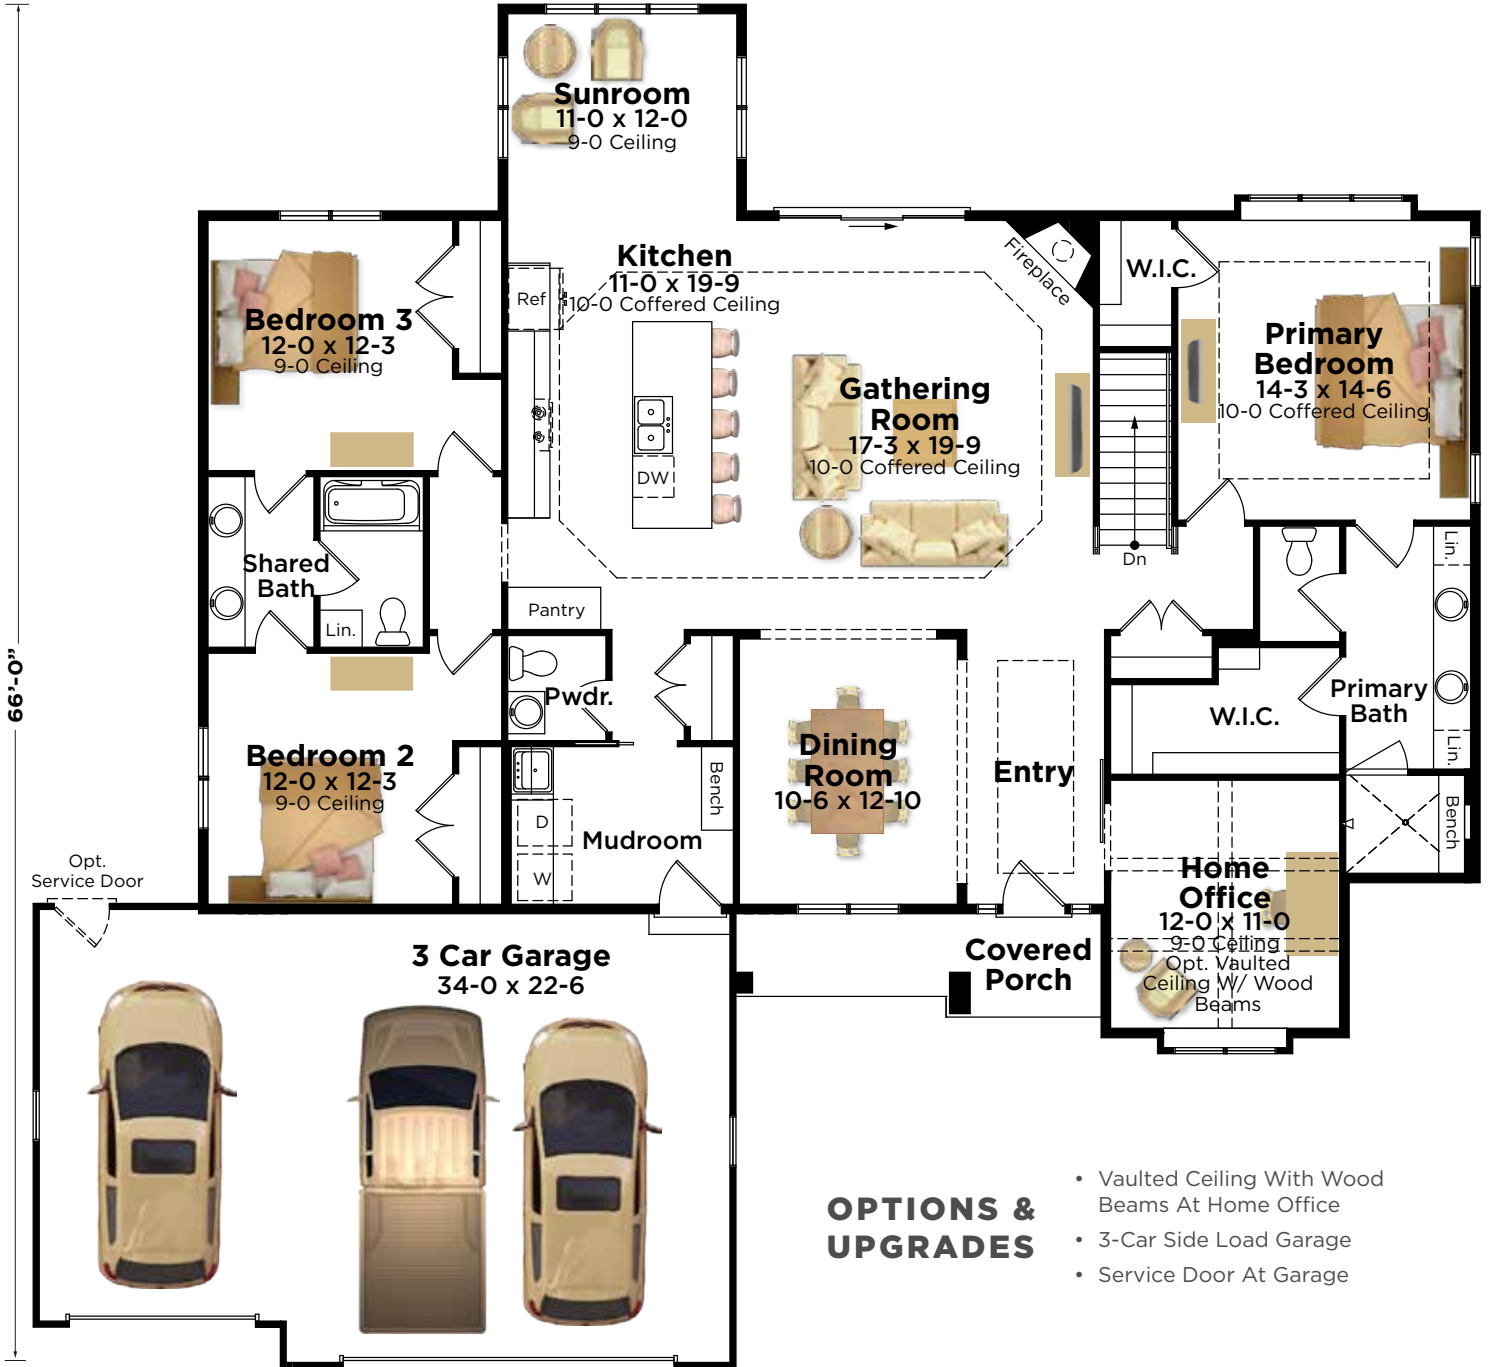 Sunroom
11-0 x 12-0
9-0 Ceiling
Kitchen
11-0 x 19-9
10-0 Coffered Ceiling
Ref
DW
Pantry
Fireplace
Gathering
Room
17-3 x 19-9
10-0 Coffered Ceiling
W.I.C.
Primary
Bedroom
14-3 x 14-6
10-0 Coffered Ceiling
Dn
Bedroom 3
12-0 x 12-3
9-0 Ceiling
Shared
Bath
Lin.
Bedroom 2
12-0 x 12-3
9-0 Ceiling
Pwdr.
D
W
Mudroom
Bench
Dining
Room
10-6 x 12-10
Entry
W.I.C.
Primary
Bath
Lin.
Lin.
Bench
Home
Office
12-0 x 11-0
9-0 Ceiling
Opt. Vaulted
Ceiling W/ Wood
Beams
Covered
Porch
Opt.
Service Door
3 Car Garage
34-0 x 22-6
66'-0"
OPTIONS &
UPGRADES
• Vaulted Ceiling With Wood
Beams At Home Office
• 3-Car Side Load Garage
• Service Door At Garage